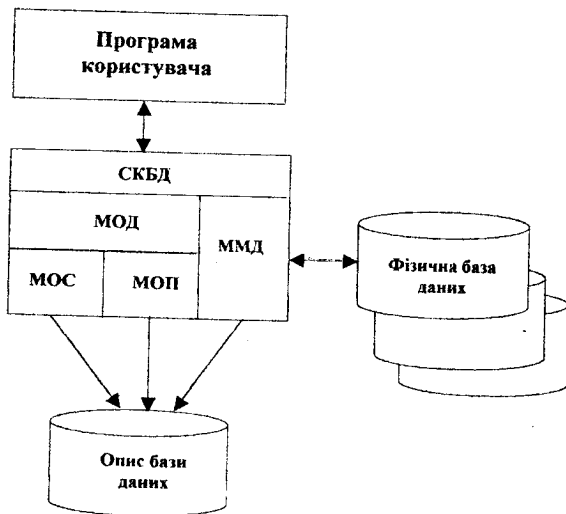 Програма
користувача
СКБД
МОД
ММД
МОС
МОП
Фізична база
даних
Опис бази
даних